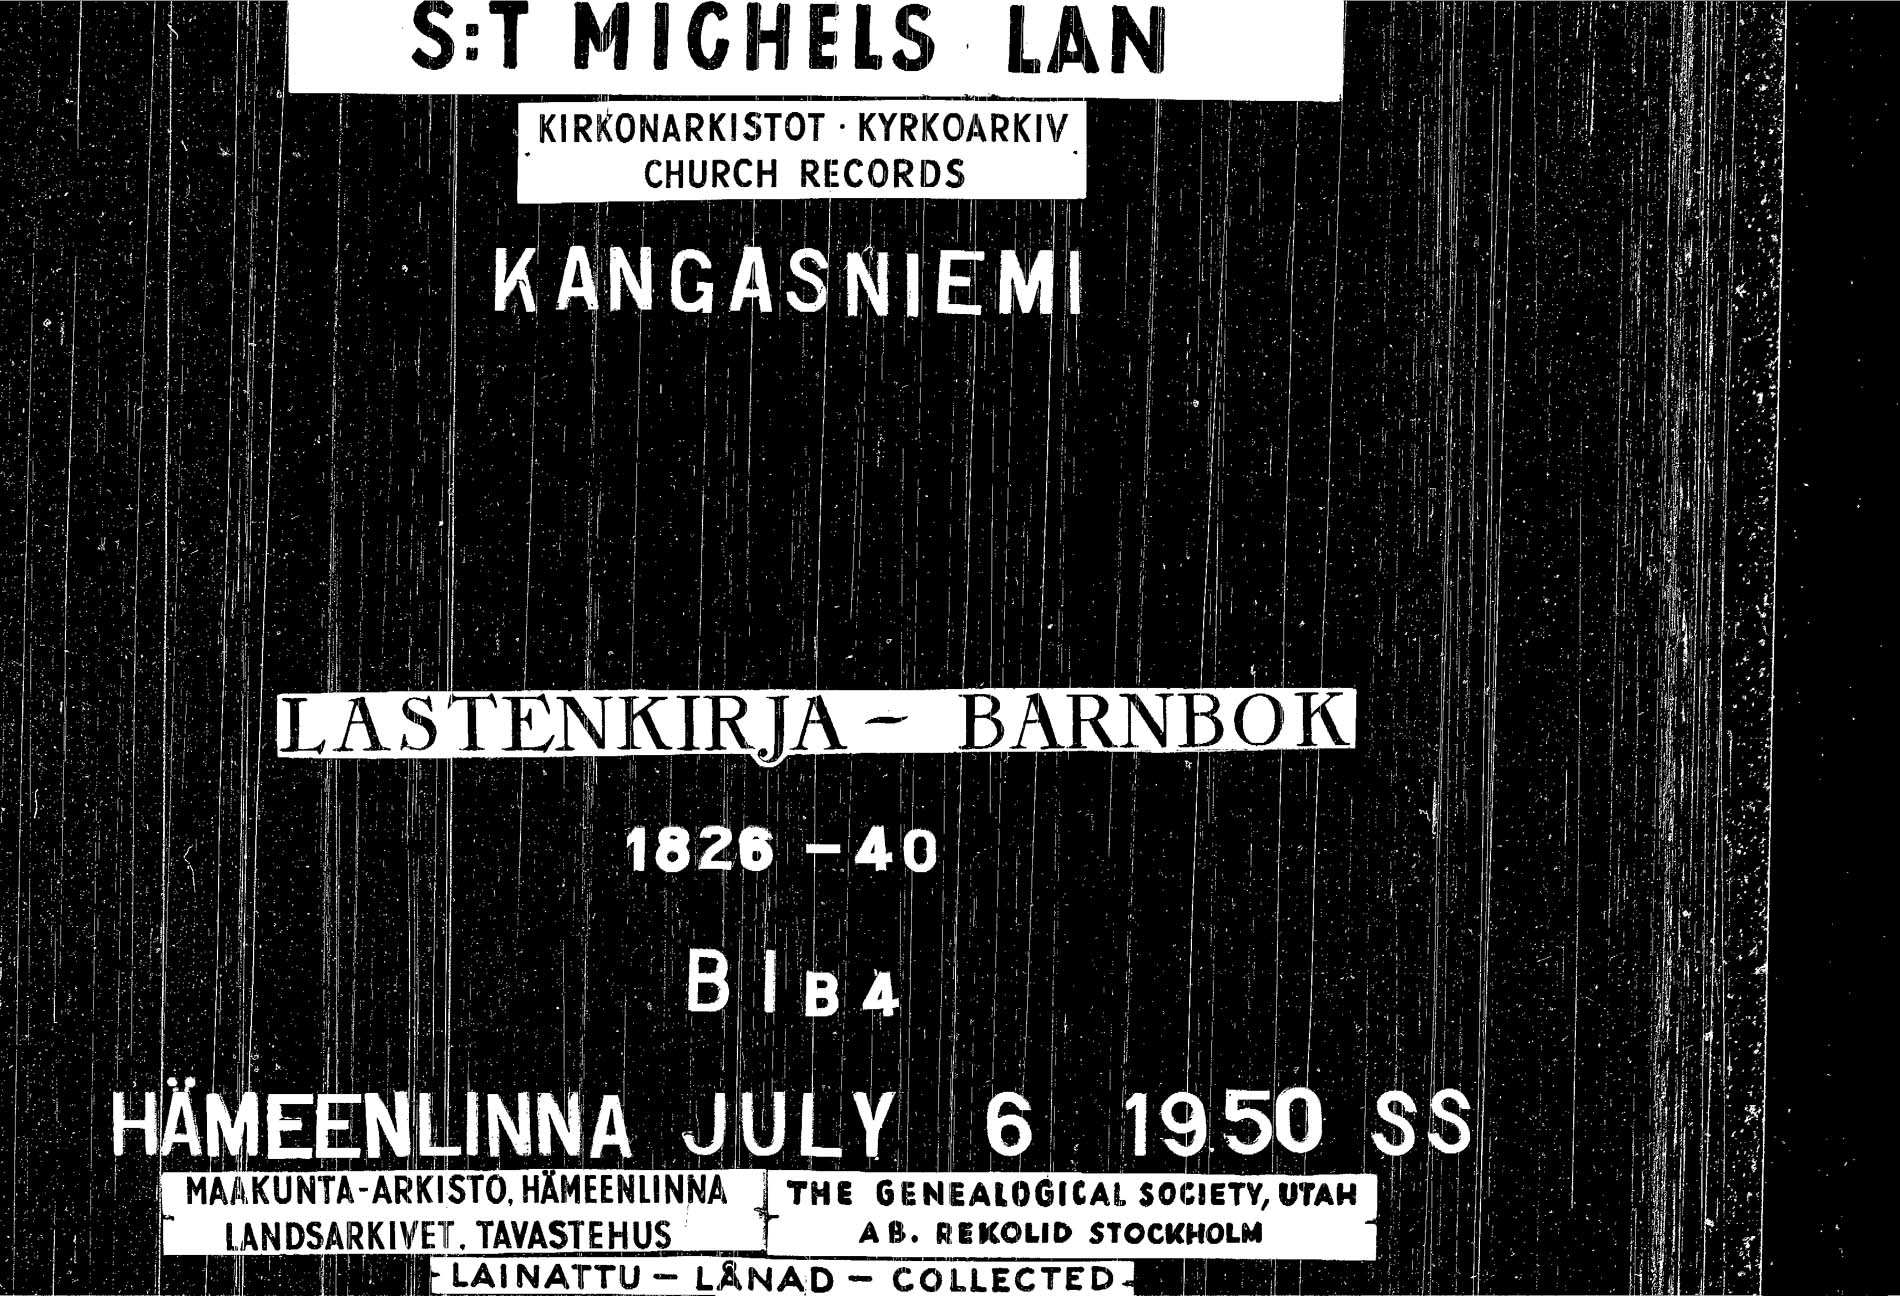 S:T MICHELS LÄN
KIRKONARKISTOT · KYRKOARKIV
CHURCH RECORDS
KANGASNIEMI
LASTENKIRJA - BARNBOK
1826 - 40
B I B 4
HÄMEENLINNA JULY 6 1950 SS
MAAKUNTA-ARKISTO, HÄMEENLINNA
LANDSARKIVET, TAVASTEHUS
THE GENEALOGICAL SOCIETY, UTAH
AB. REKOLID STOCKHOLM
LAINATTU - LÅNAD - COLLECTED